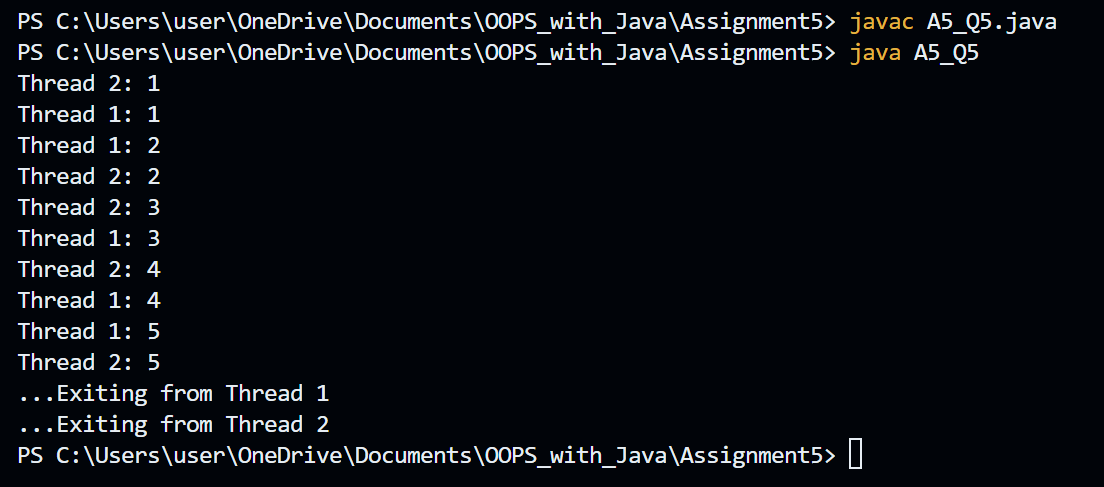 PS C:\Users\user\OneDrive\Documents\OOPS_with_Java\Assignment5> javac A5_Q5.java
PS C:\Users\user\OneDrive\Documents\OOPS_with_Java\Assignment5> java A5_Q5
Thread 2: 1
Thread 1: 1
Thread 1: 2
Thread 2: 2
Thread 2: 3
Thread 1: 3
Thread 2: 4
Thread 1: 4
Thread 1: 5
Thread 2: 5
...Exiting from Thread 1
...Exiting from Thread 2
PS C:\Users\user\OneDrive\Documents\OOPS_with_Java\Assignment5>